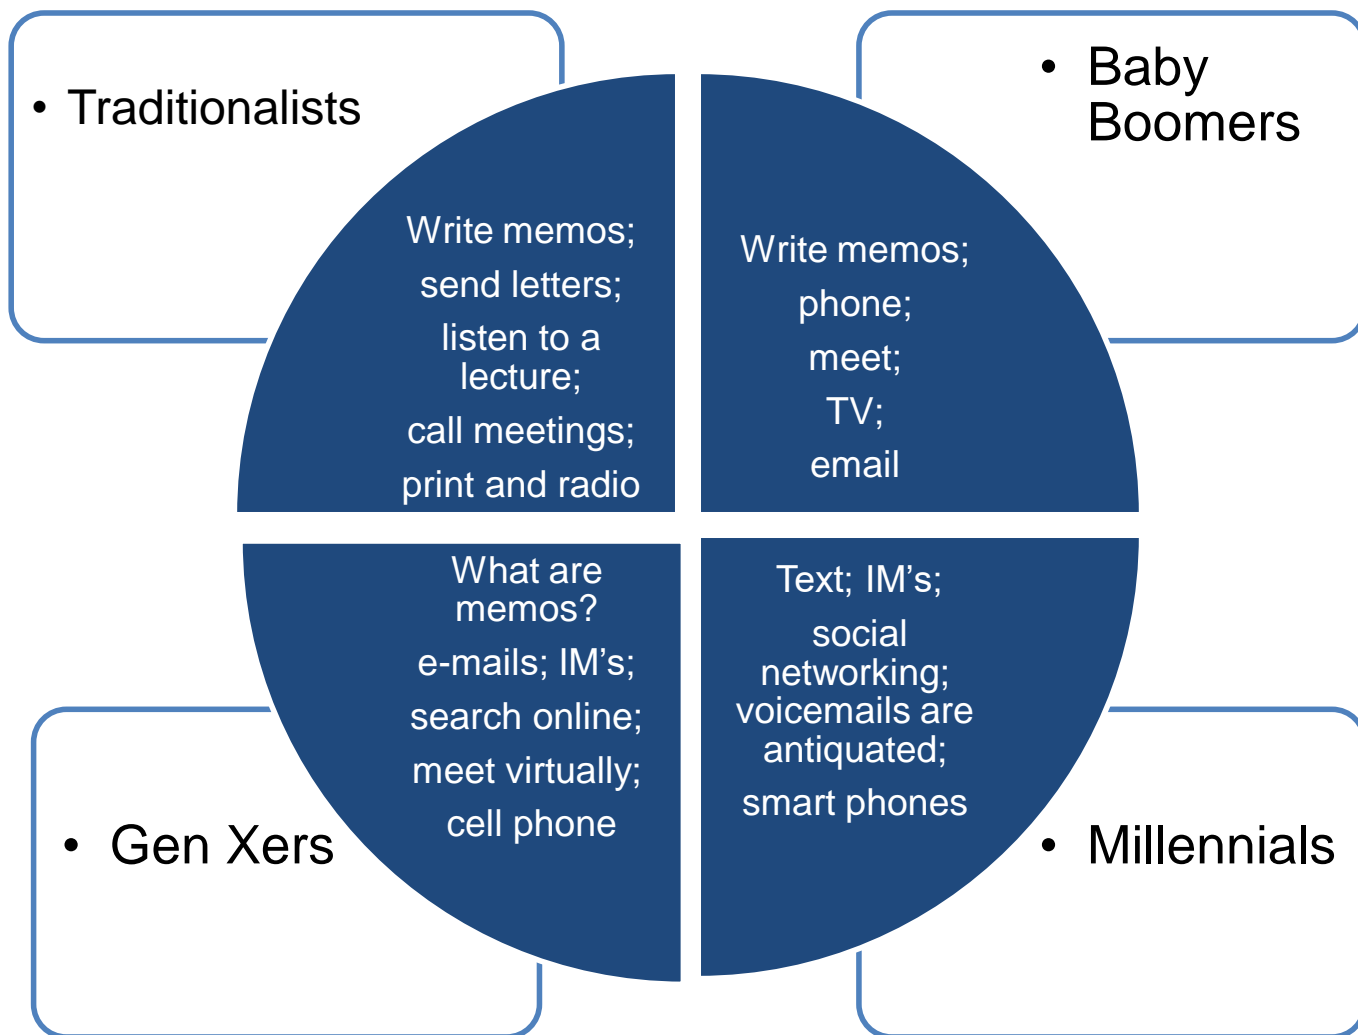 • Traditionalists
Write memos;
send letters;
listen to a
lecture;
call meetings;
print and radio
• Baby
Boomers
Write memos;
phone;
meet;
TV;
email
• Gen Xers
What are
memos?
e-mails; IM’s;
search online;
meet virtually;
cell phone
• Millennials
Text; IM’s;
social
networking;
voicemails are
antiquated;
smart phones